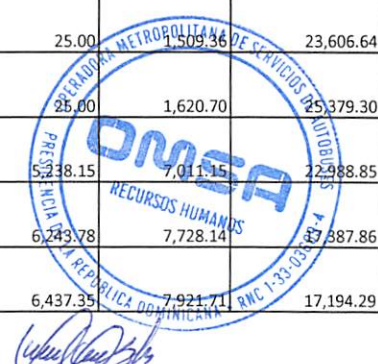 25.00 1,509.36 23,606.64
25.00 1,620.70 25,379.30
5,238.15 7,011.15 22,988.85
6,243.78 7,728.14 17,387.86
6,437.35 7,921.71 17,194.29
OPERADORA METROPOLITANA DE SERVICIOS DE AUTOBUSES
OMSA
RECURSOS HUMANOS
PRESIDENCIA DE LA REPÚBLICA DOMINICANA
RNC 1-33-03